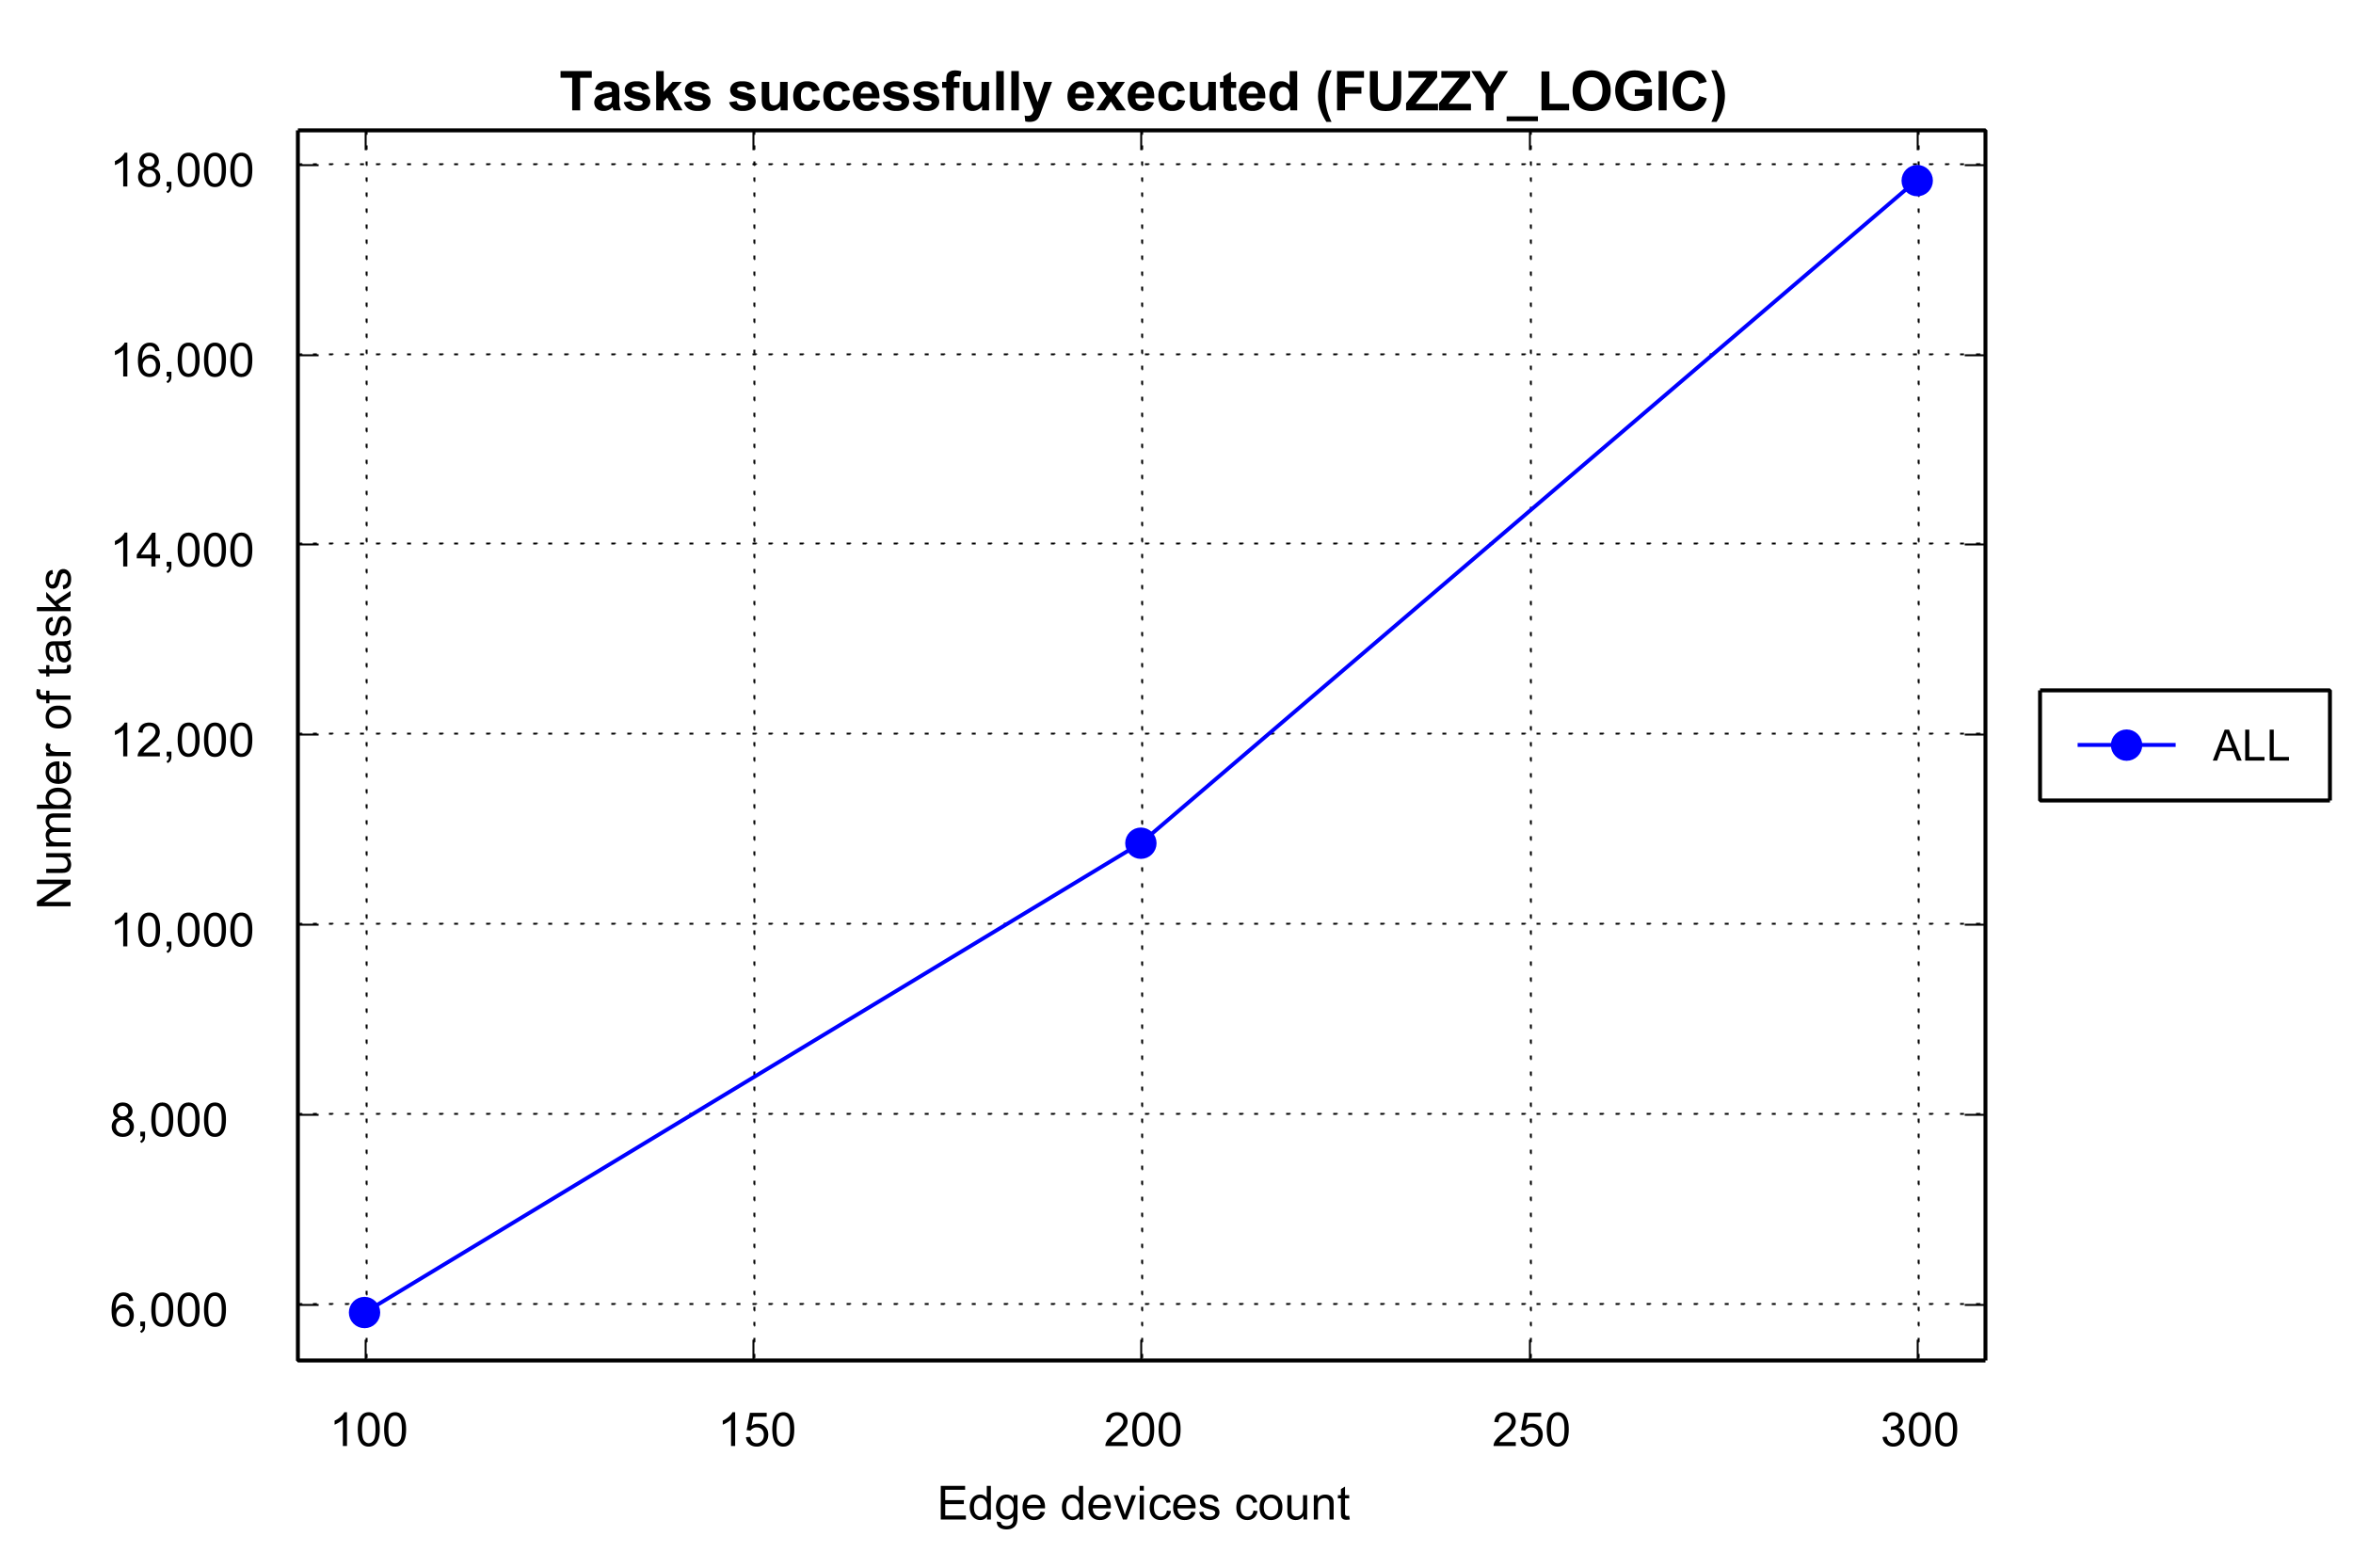 Tasks successfully executed (FUZZY_LOGIC)
18,000
16,000
14,000
12,000
10,000
8,000
6,000
Number of tasks
100 150 200 250 300
Edge devices count
ALL